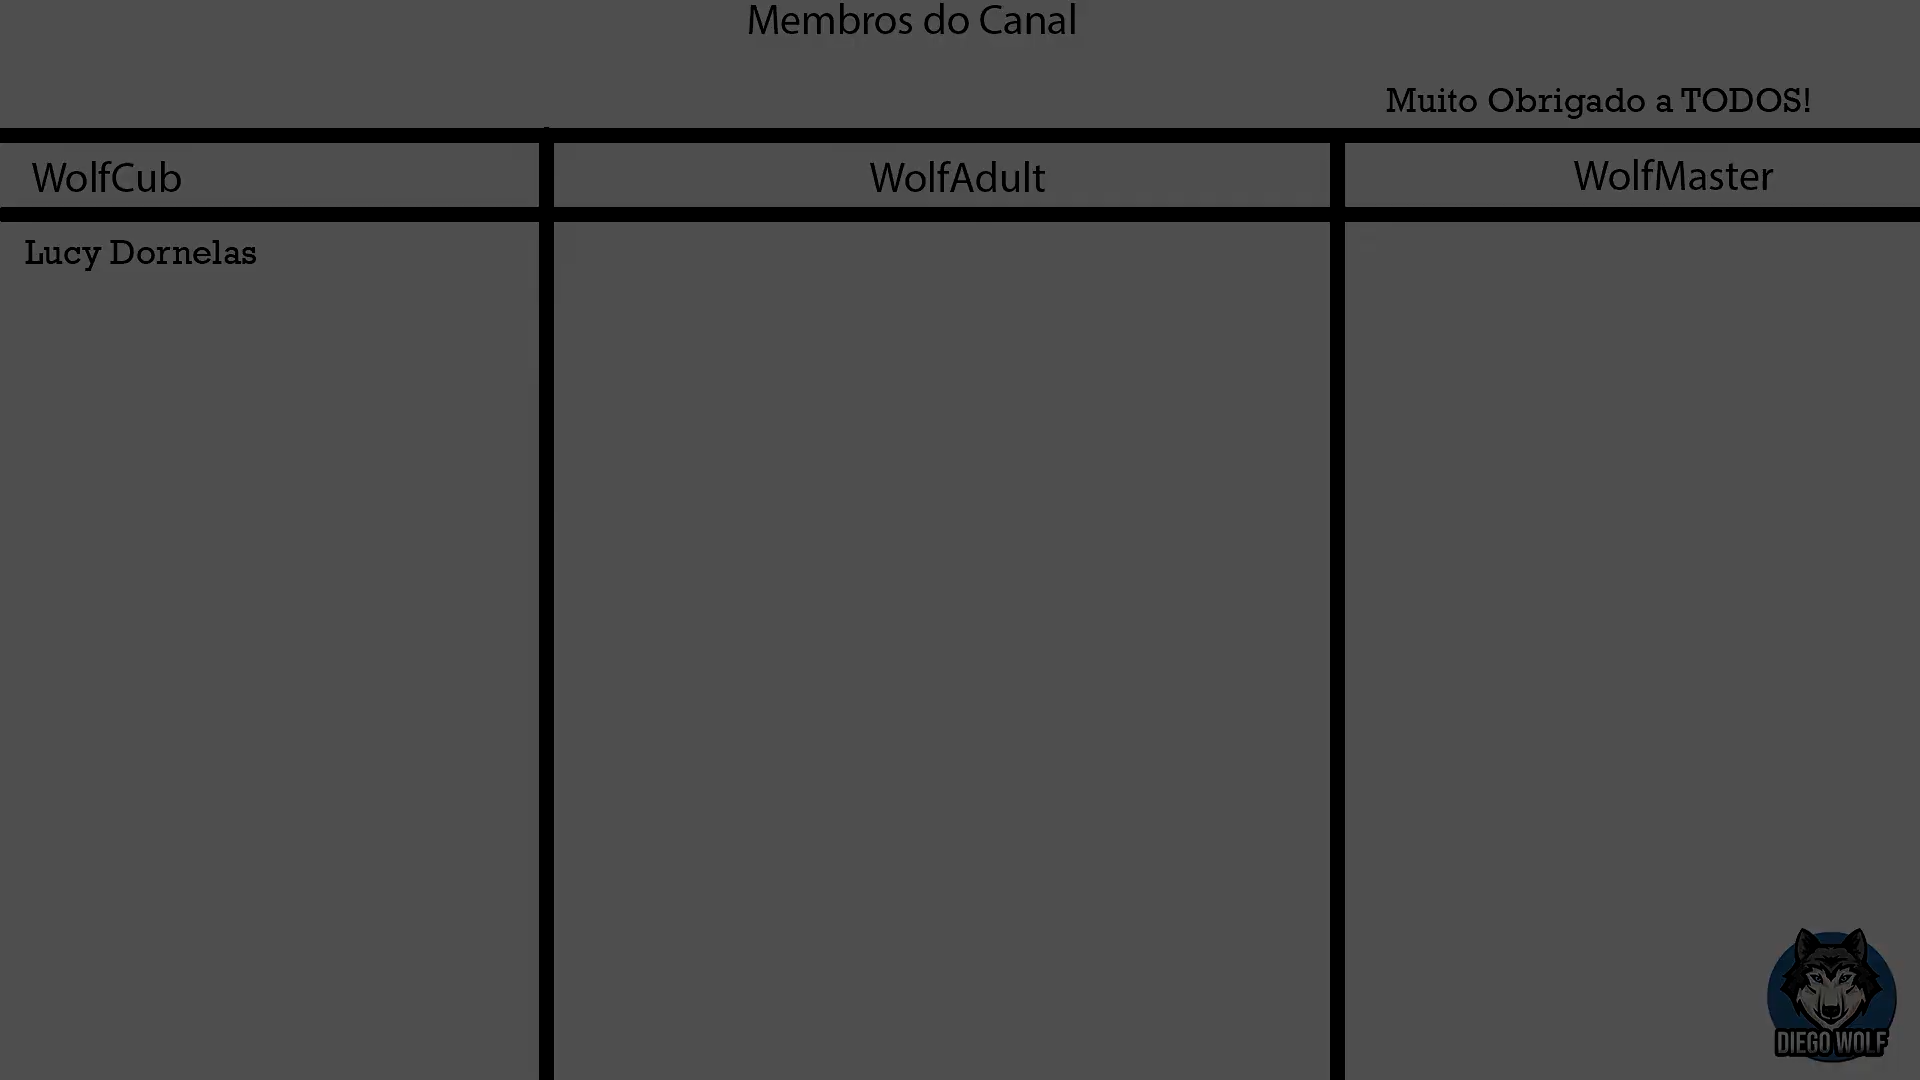 Membros do Canal
Muito Obrigado a TODOS!
WolfCub
WolfAdult
WolfMaster
Lucy Dornelas
DIEGO WOLF